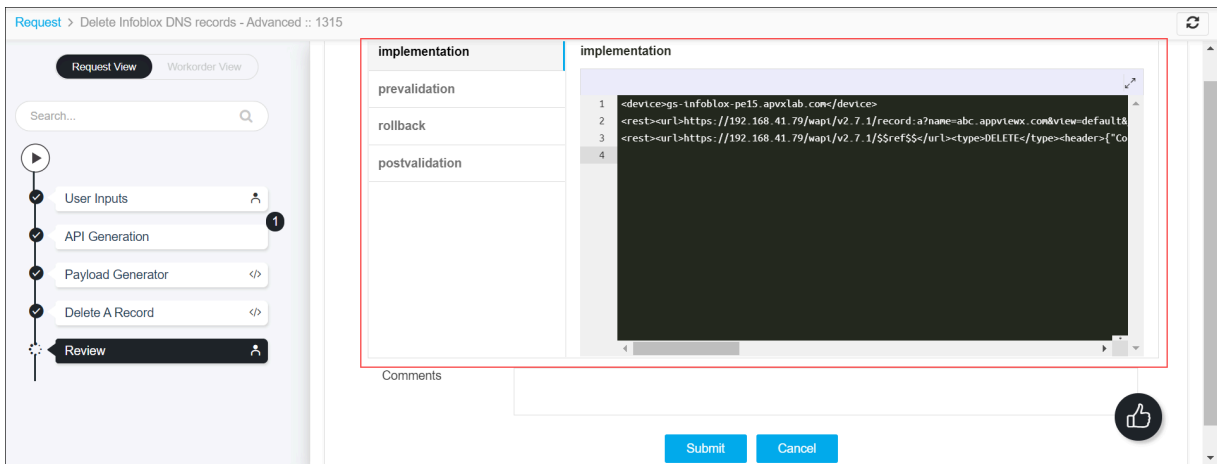 Request > Delete Infoblox DNS records - Advanced :: 1315
Request View
Workorder View
Search...
User Inputs
1
API Generation
Payload Generator
</>
Delete A Record
</>
Review
implementation
prevalidation
rollback
postvalidation
implementation
1 <device>gs-infoblox-pe15.apvxlab.com</device>
2 <rest><url>https://192.168.41.79/wapi/v2.7.1/record:a?name=abc.appviewx.com&view=default&
3 <rest><url>https://192.168.41.79/wapi/v2.7.1/$$ref$$</url><type>DELETE</type><header>{"Co
4
Comments
Submit
Cancel